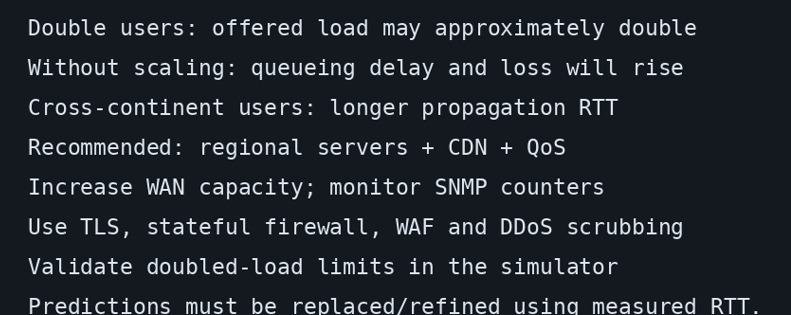 Double users: offered load may approximately double
Without scaling: queueing delay and loss will rise
Cross-continent users: longer propagation RTT
Recommended: regional servers + CDN + QoS
Increase WAN capacity; monitor SNMP counters
Use TLS, stateful firewall, WAF and DDoS scrubbing
Validate doubled-load limits in the simulator
Predictions must be replaced/refined using measured RTT.